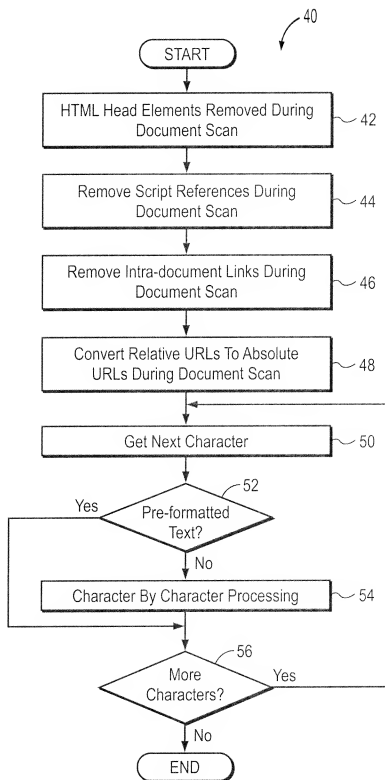 40
START
HTML Head Elements Removed During
Document Scan
42
Remove Script References During
Document Scan
44
Remove Intra-document Links During
Document Scan
46
Convert Relative URLs To Absolute
URLs During Document Scan
48
Get Next Character
50
52
Yes
Pre-formatted
Text?
No
Character By Character Processing
54
56
More
Characters?
Yes
No
END